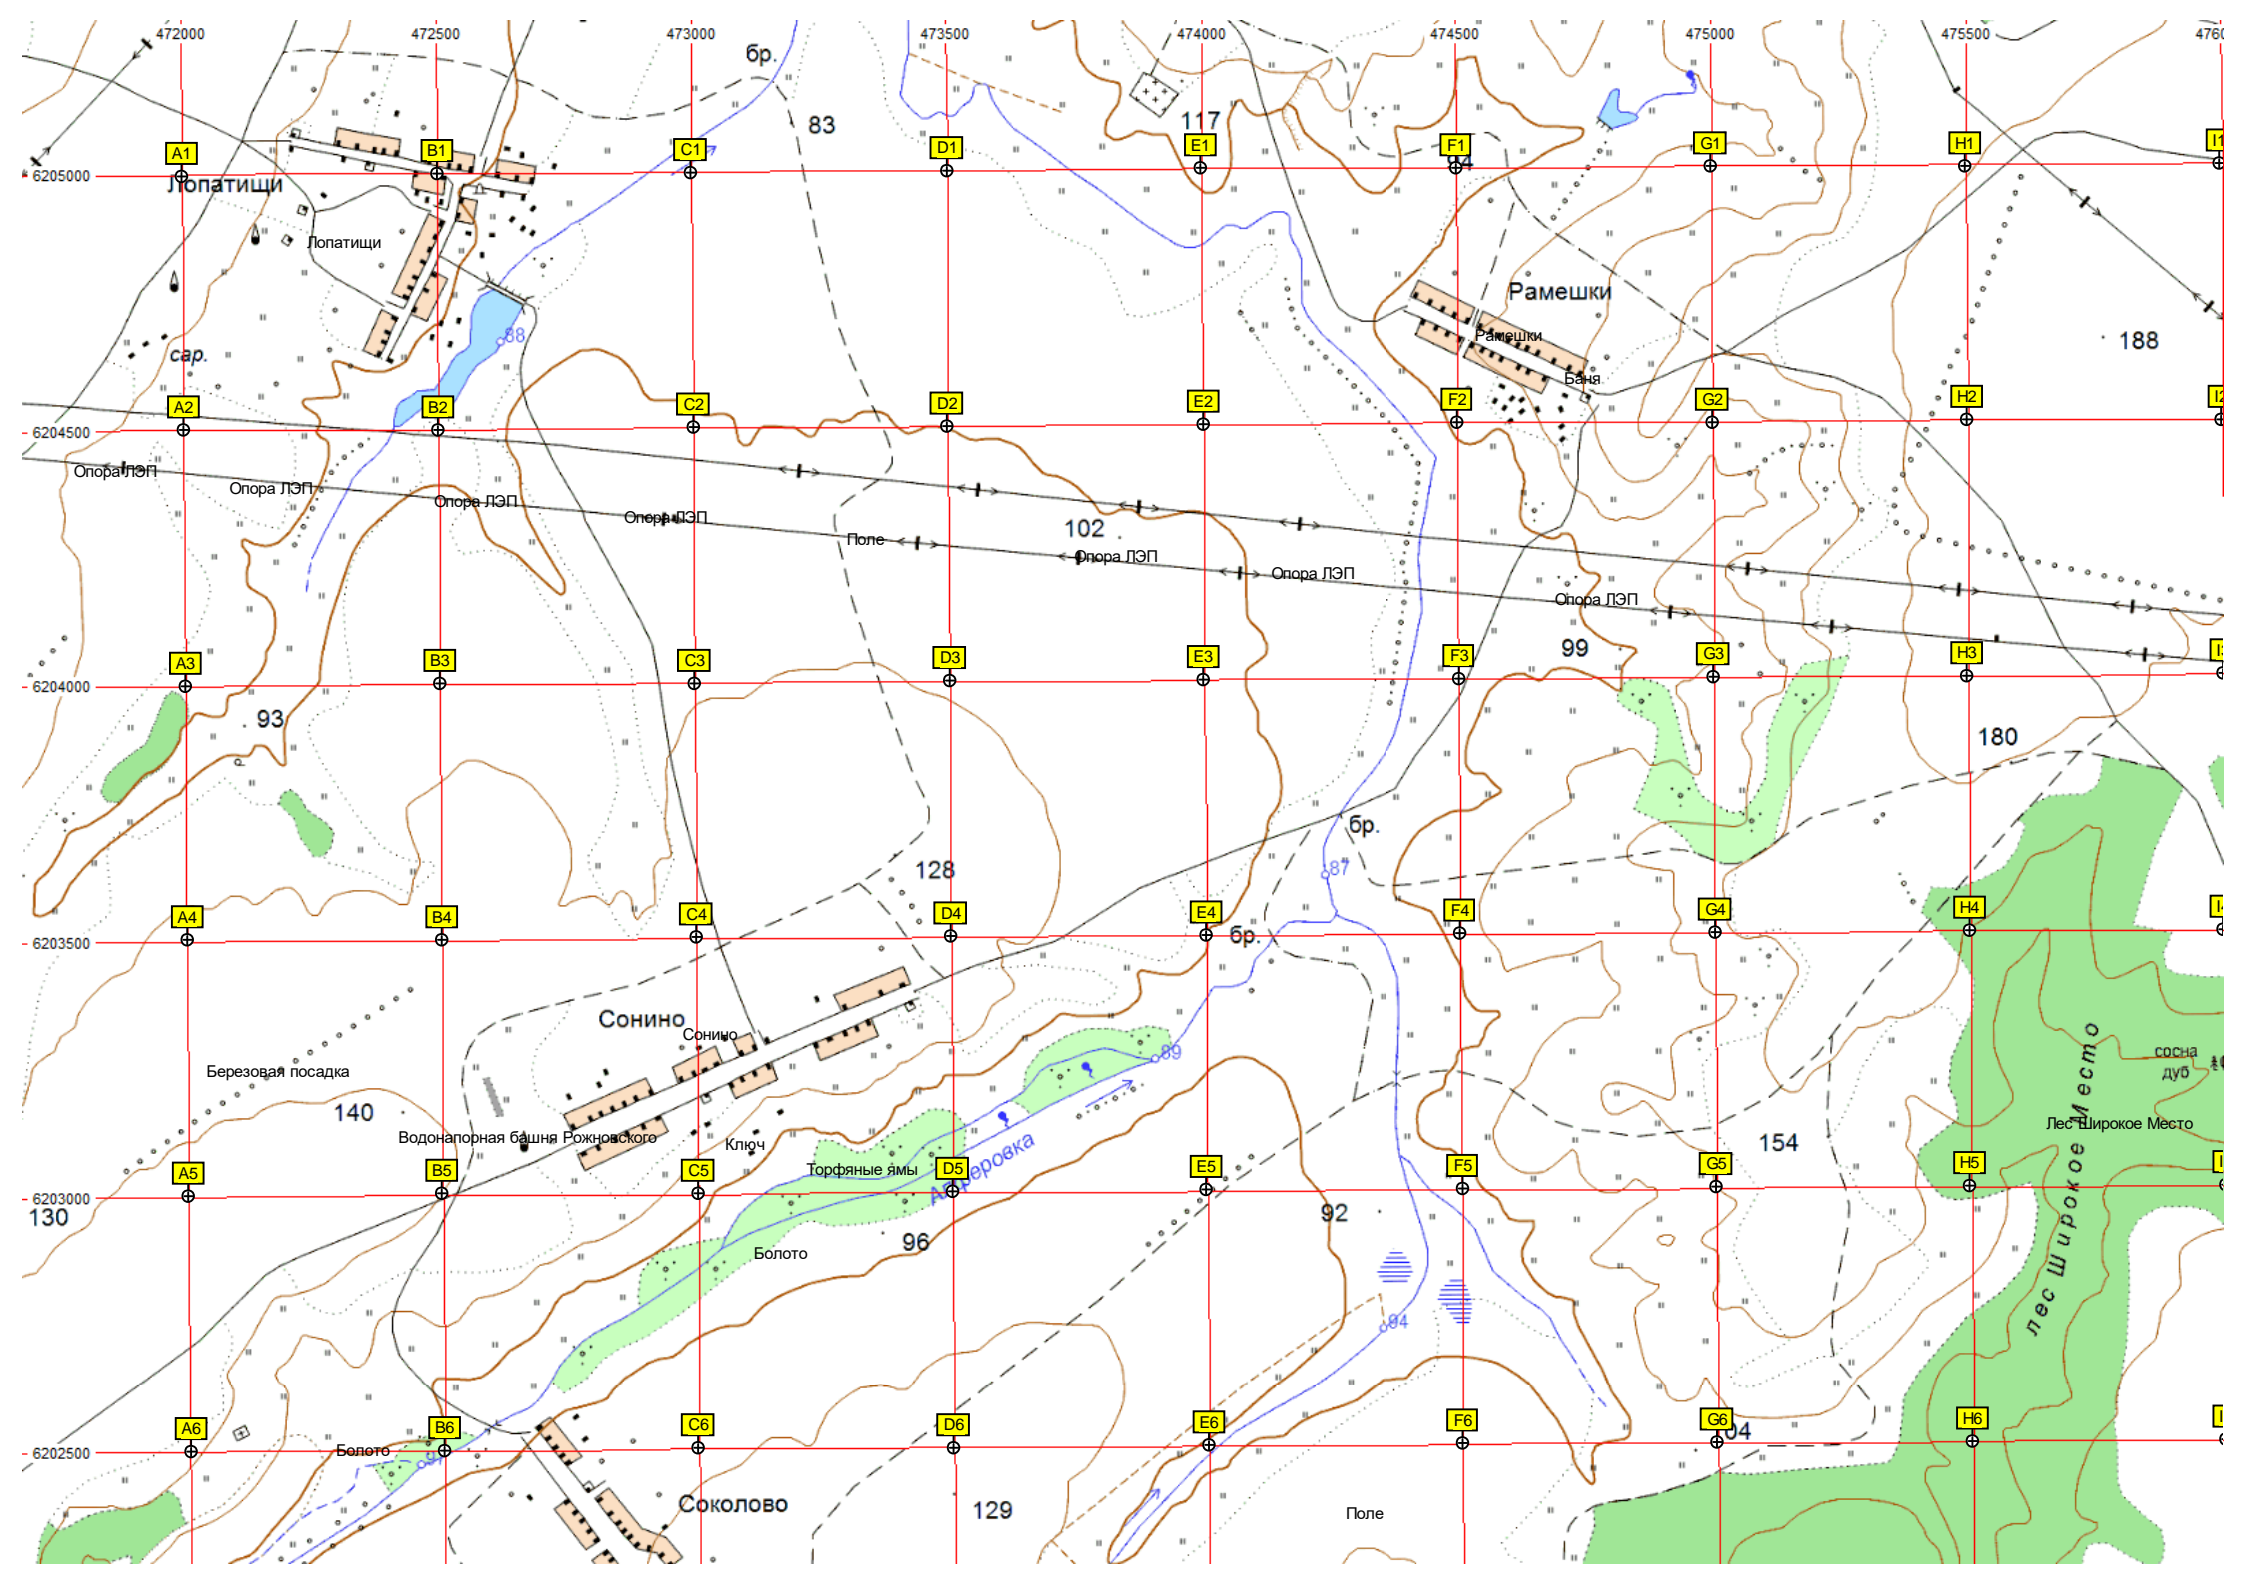 472000 472500 473000 473500 474000 474500 475000 475500
бр.
83
117
A1 B1 C1 D1 E1 F1 G1 H1 I1
6205000
Лопатищи
Лопатищи
Рамешки
88
Рамешки
188
сар.
Баня
A2 B2 C2 D2 E2 F2 G2 H2
6204500
Опора ЛЭП
Опора ЛЭП
Опора ЛЭП
Опора ЛЭП
102
Поле
Опора ЛЭП
Опора ЛЭП
Опора ЛЭП
99
A3 B3 C3 D3 E3 F3 G3 H3
6204000
93
180
бр.
128
87
A4 B4 C4 D4 E4 F4 G4 H4
6203500
бр.
Сонино
Сонино
89
сосна
дуб
Березовая посадка
140
лес Широкое Место
Лес Широкое Место
Водонапорная башня Рожновского
Ключ
154
Торфяные ямы
Алферовка
A5 B5 C5 D5 E5 F5 G5 H5
6203000
130
92
96
Болото
94
A6 B6 C6 D6 E6 F6 G6 H6
6202500
Болото
Соколово
129
Поле